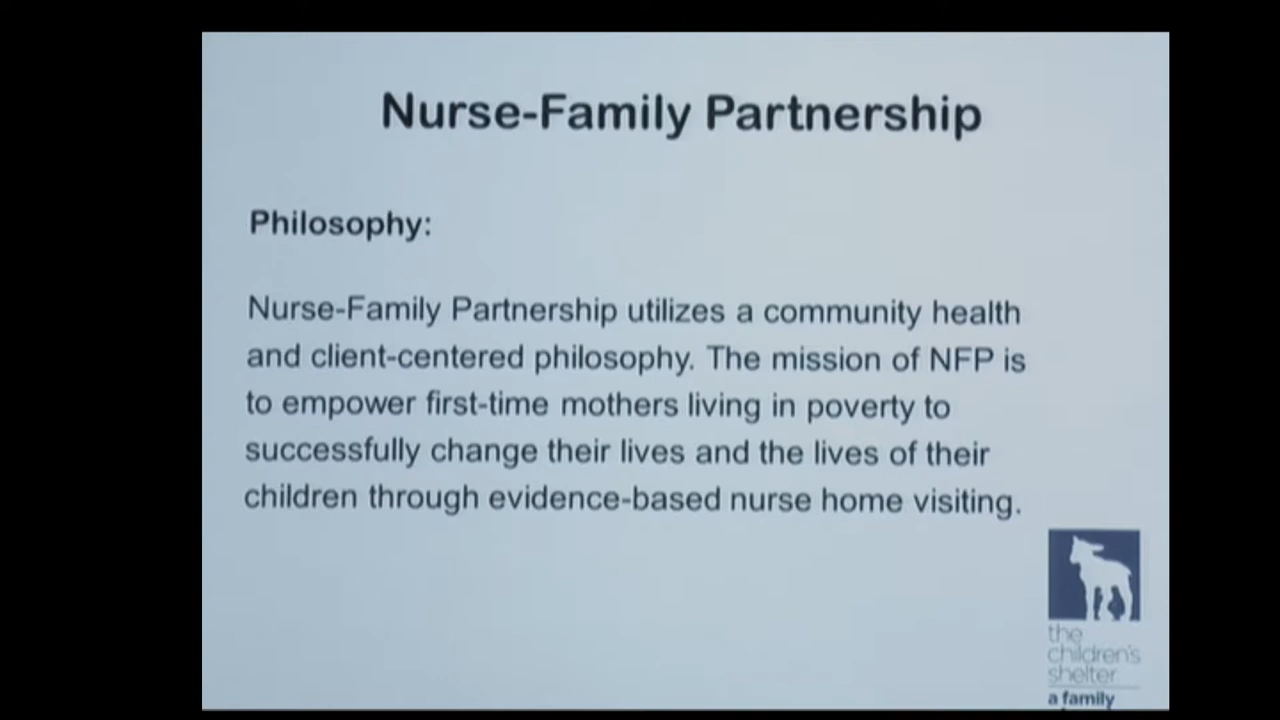 Nurse-Family Partnership
Philosophy:
Nurse-Family Partnership utilizes a community health
and client-centered philosophy. The mission of NFP is
to empower first-time mothers living in poverty to
successfully change their lives and the lives of their
children through evidence-based nurse home visiting.
the
children's
shelter
a family